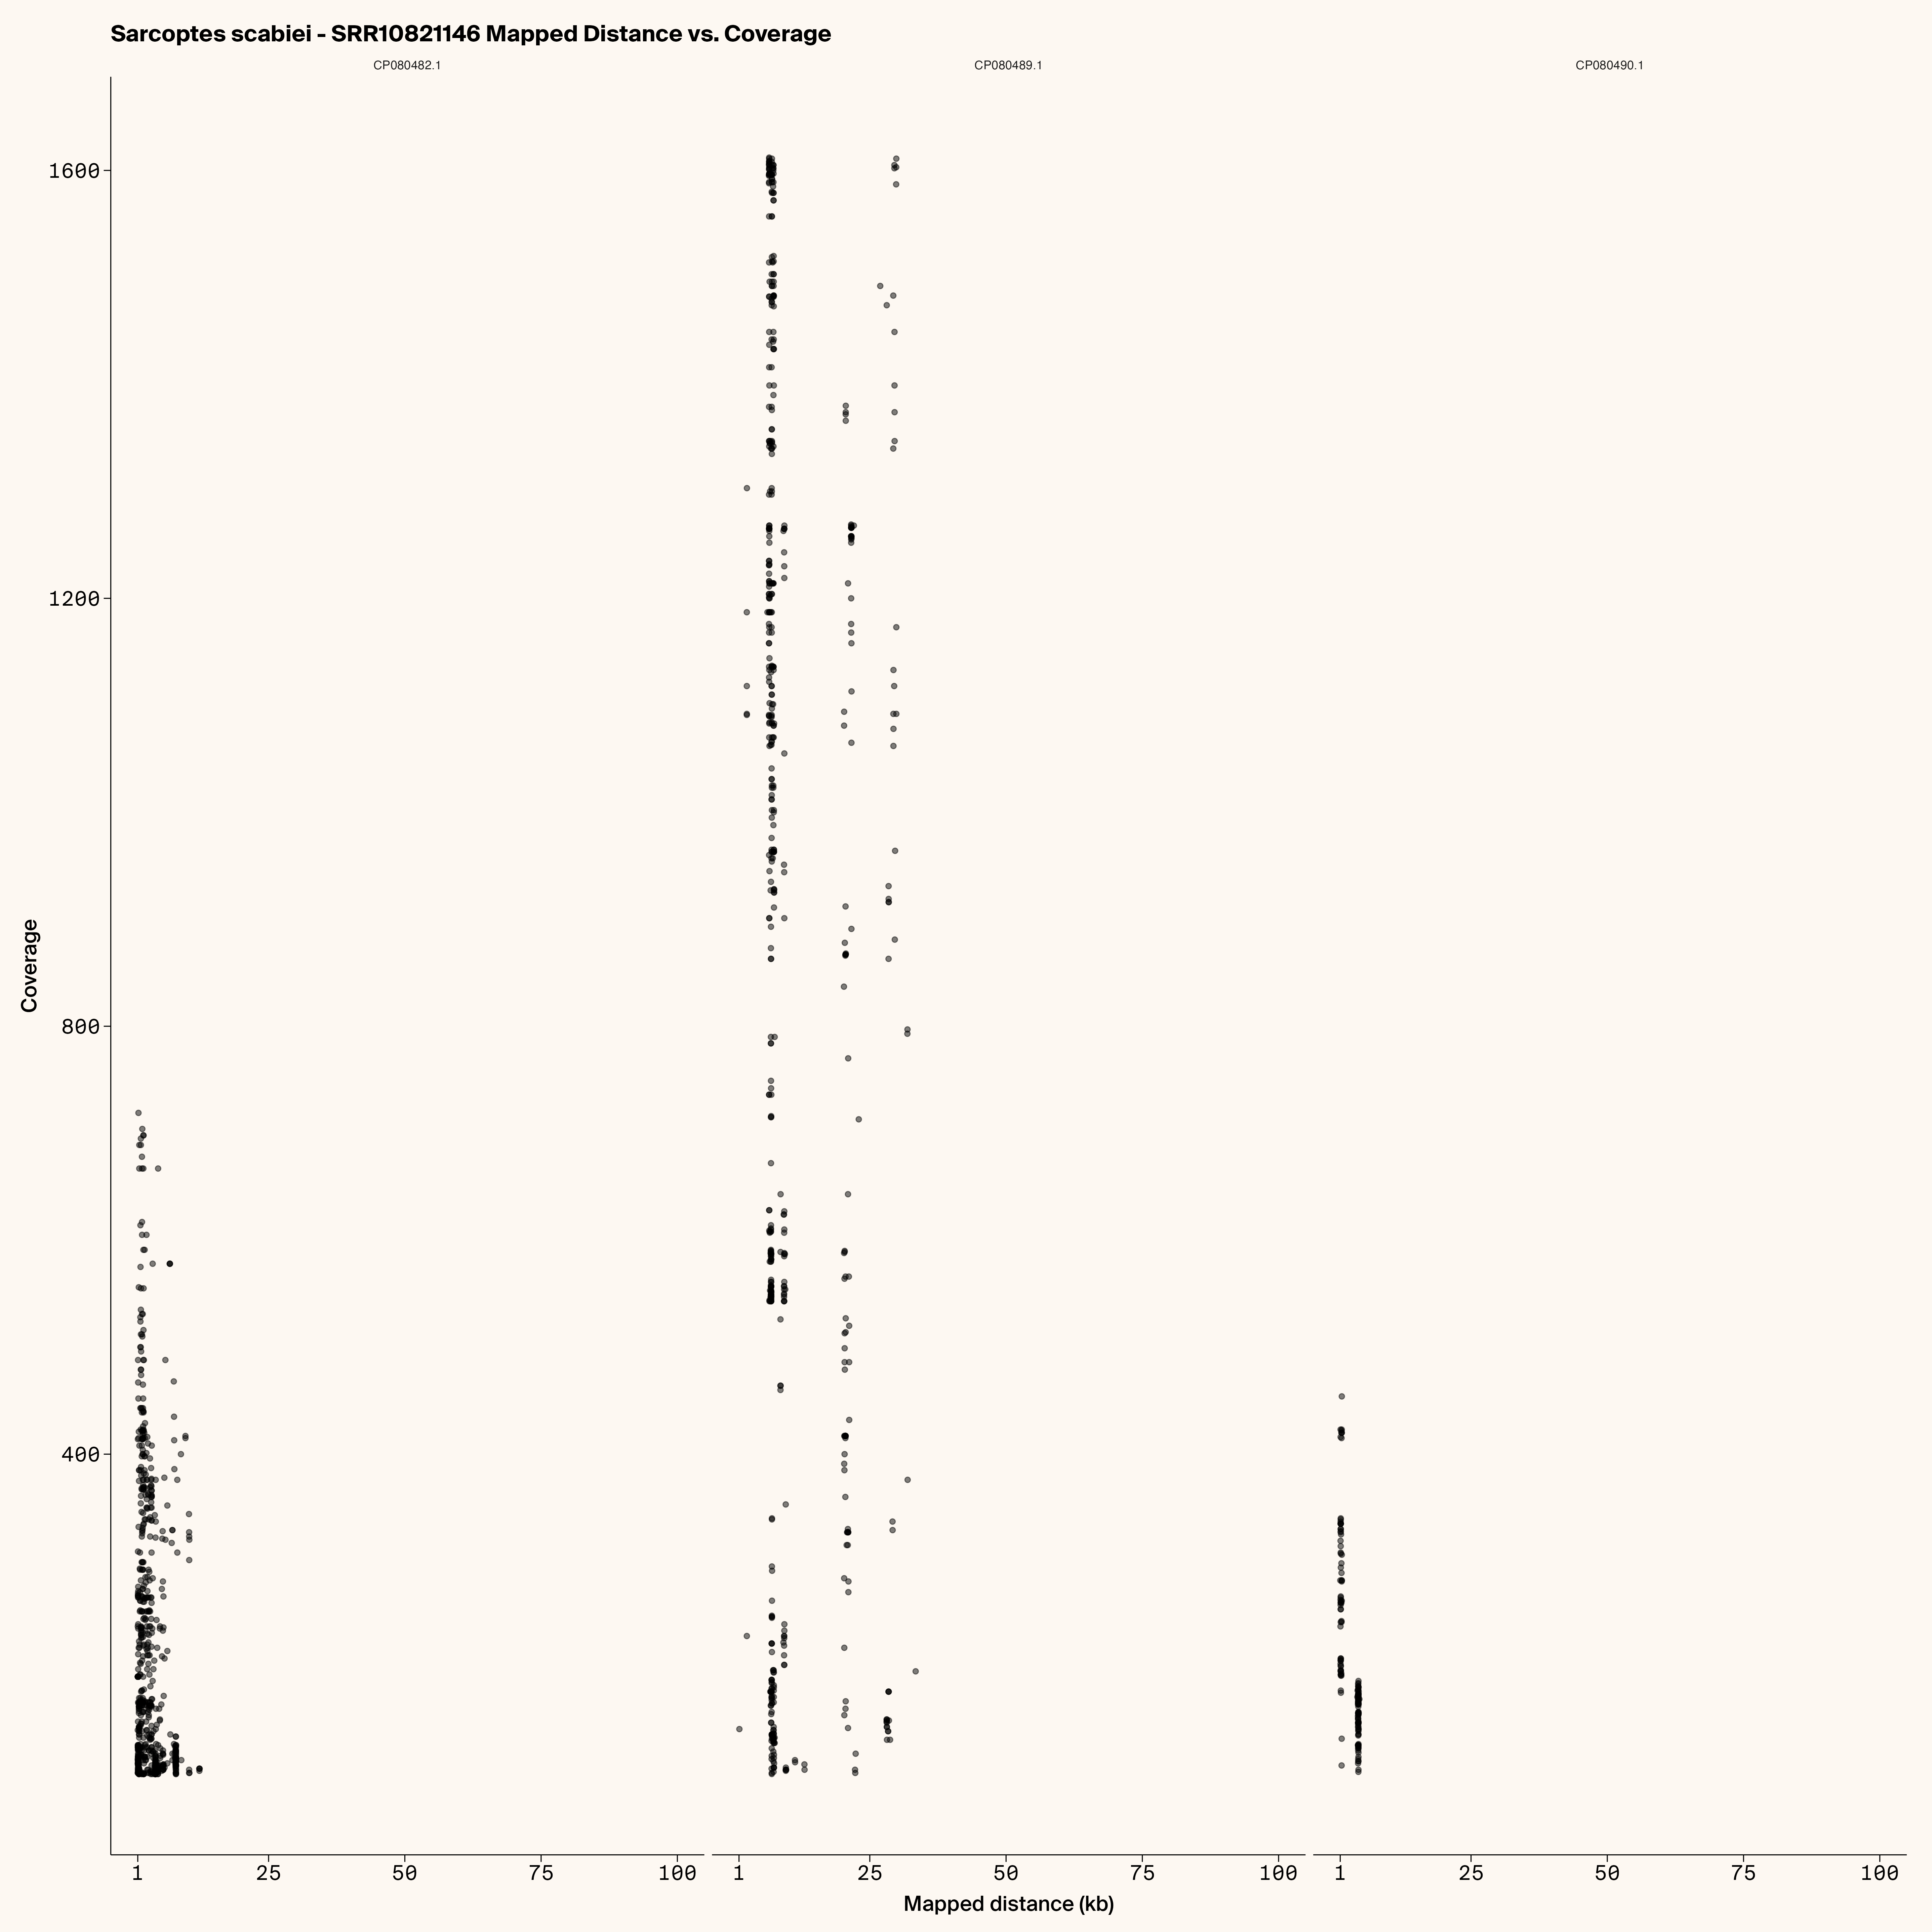 Sarcoptes scabiei - SRR10821146 Mapped Distance vs. Coverage
CP080482.1
CP080489.1
CP080490.1
1600
1200
800
400
Coverage
1 25 50 75 100
1 25 50 75 100
1 25 50 75 100
Mapped distance (kb)